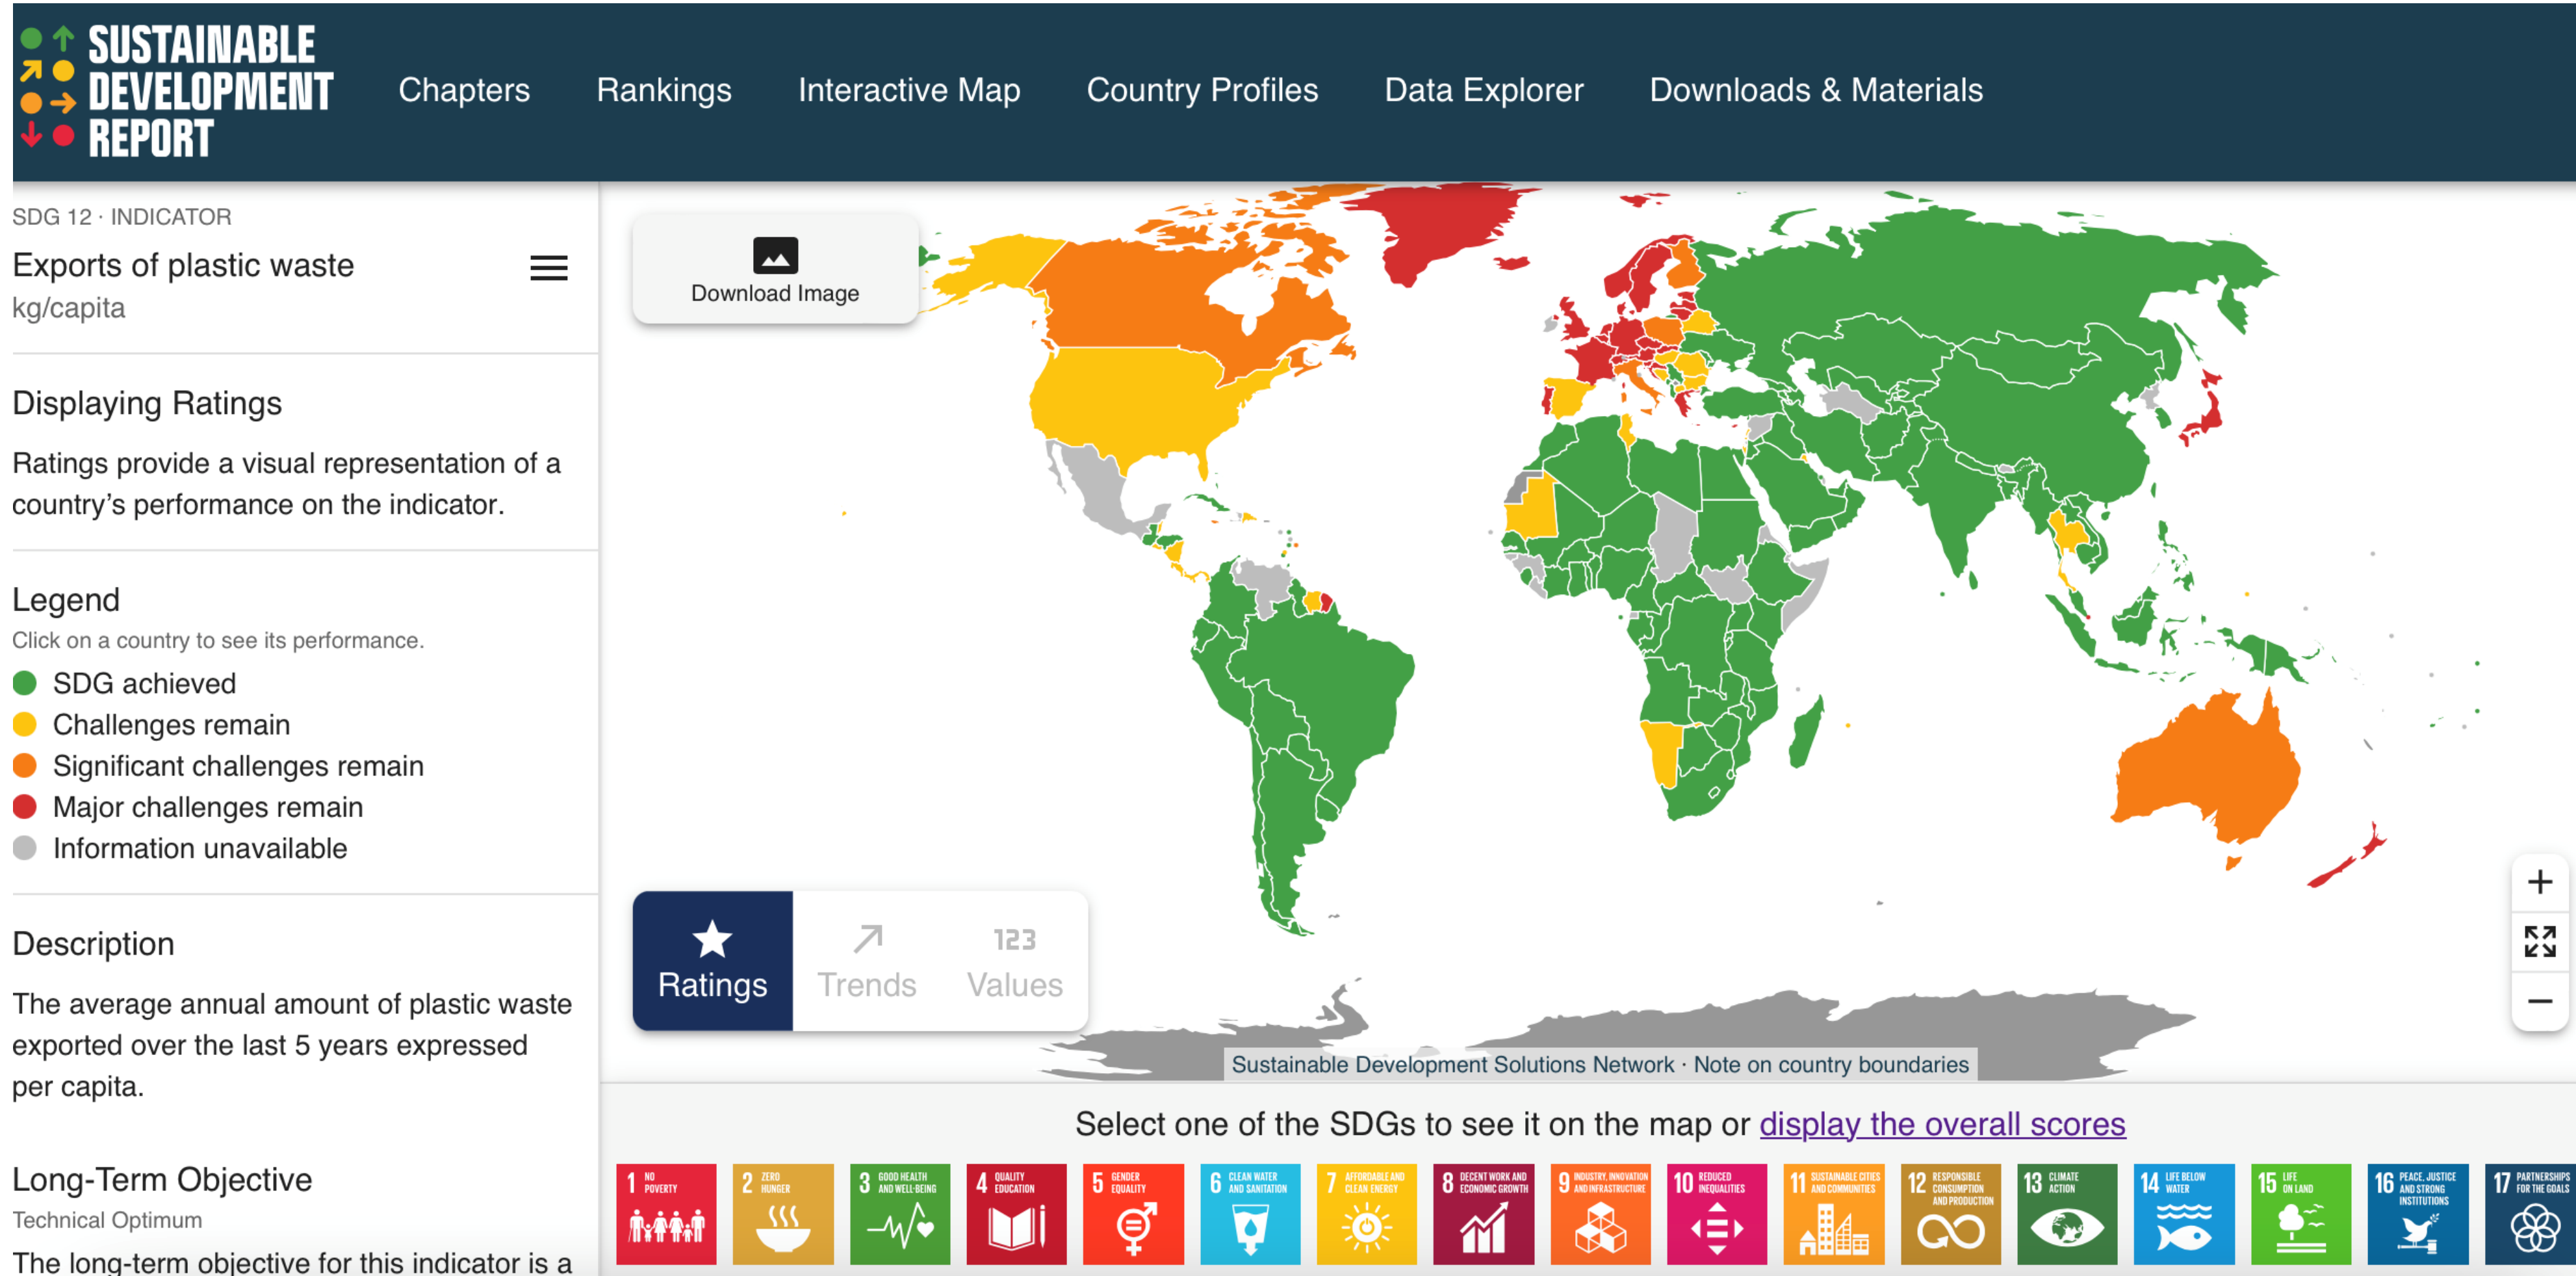 SUSTAINABLE
DEVELOPMENT
REPORT
Chapters
Rankings
Interactive Map
Country Profiles
Data Explorer
Downloads & Materials
SDG 12 · INDICATOR
Exports of plastic waste
kg/capita
Displaying Ratings
Ratings provide a visual representation of a
country's performance on the indicator.
Legend
Click on a country to see its performance.
SDG achieved
Challenges remain
Significant challenges remain
Major challenges remain
Information unavailable
Description
The average annual amount of plastic waste
exported over the last 5 years expressed
per capita.
Long-Term Objective
Technical Optimum
The long-term objective for this indicator is a
Download Image
Ratings
Trends
123
Values
+
−
Sustainable Development Solutions Network · Note on country boundaries
Select one of the SDGs to see it on the map or display the overall scores
1 NO
POVERTY
2 ZERO
HUNGER
3 GOOD HEALTH
AND WELL-BEING
4 QUALITY
EDUCATION
5 GENDER
EQUALITY
6 CLEAN WATER
AND SANITATION
7 AFFORDABLE AND
CLEAN ENERGY
8 DECENT WORK AND
ECONOMIC GROWTH
9 INDUSTRY, INNOVATION
AND INFRASTRUCTURE
10 REDUCED
INEQUALITIES
11 SUSTAINABLE CITIES
AND COMMUNITIES
12 RESPONSIBLE
CONSUMPTION
AND PRODUCTION
13 CLIMATE
ACTION
14 LIFE BELOW
WATER
15 LIFE
ON LAND
16 PEACE, JUSTICE
AND STRONG
INSTITUTIONS
17 PARTNERSHIPS
FOR THE GOALS